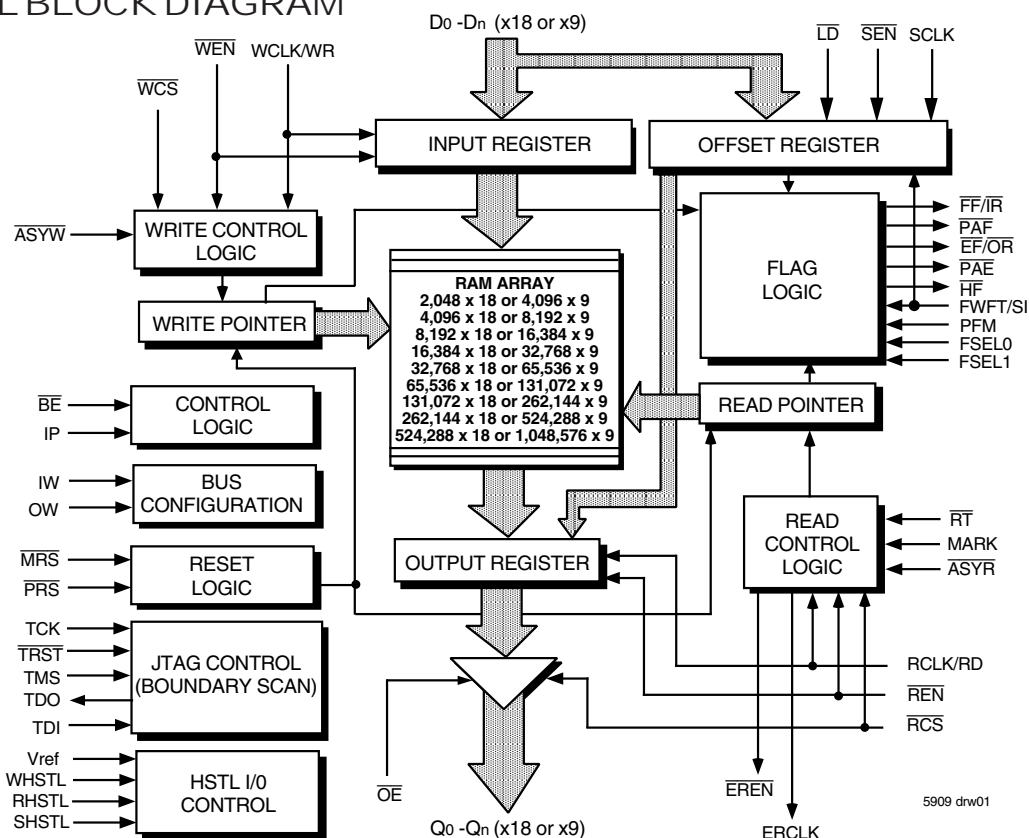 L BLOCK DIAGRAM
D0 -Dn (x18 or x9)
LD SEN SCLK
WEN WCLK/WR
WCS
INPUT REGISTER
OFFSET REGISTER
ASYW
WRITE CONTROL
LOGIC
WRITE POINTER
RAM ARRAY
2,048 x 18 or 4,096 x 9
4,096 x 18 or 8,192 x 9
8,192 x 18 or 16,384 x 9
16,384 x 18 or 32,768 x 9
32,768 x 18 or 65,536 x 9
65,536 x 18 or 131,072 x 9
131,072 x 18 or 262,144 x 9
262,144 x 18 or 524,288 x 9
524,288 x 18 or 1,048,576 x 9
FLAG
LOGIC
FF/IR
PAF
EF/OR
PAE
HF
FWFT/SI
PFM
FSEL0
FSEL1
READ POINTER
BE
IP
CONTROL
LOGIC
IW
OW
BUS
CONFIGURATION
MRS
PRS
RESET
LOGIC
OUTPUT REGISTER
READ
CONTROL
LOGIC
RT
MARK
ASYR
TCK
TRST
TMS
TDO
TDI
JTAG CONTROL
(BOUNDARY SCAN)
RCLK/RD
REN
RCS
Vref
WHSTL
RHSTL
SHSTL
HSTL I/0
CONTROL
OE
EREN
ERCLK
5909 drw01
Q0 -Qn (x18 or x9)